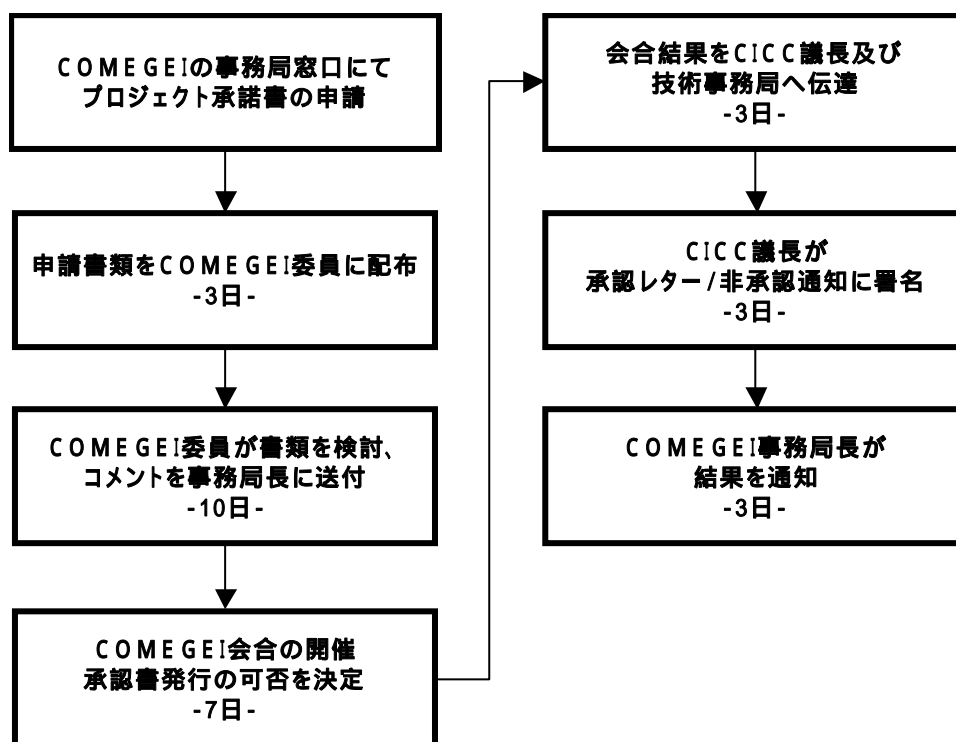 COMEGEIの事務局窓口にて
プロジェクト承諾書の申請
申請書類をCOMEGEI委員に配布
-3日-
COMEGEI委員が書類を検討、
コメントを事務局長に送付
-10日-
COMEGEI会合の開催
承認書発行の可否を決定
-7日-
会合結果をCICC議長及び
技術事務局へ伝達
-3日-
CICC議長が
承認レター/非承認通知に署名
-3日-
COMEGEI事務局長が
結果を通知
-3日-